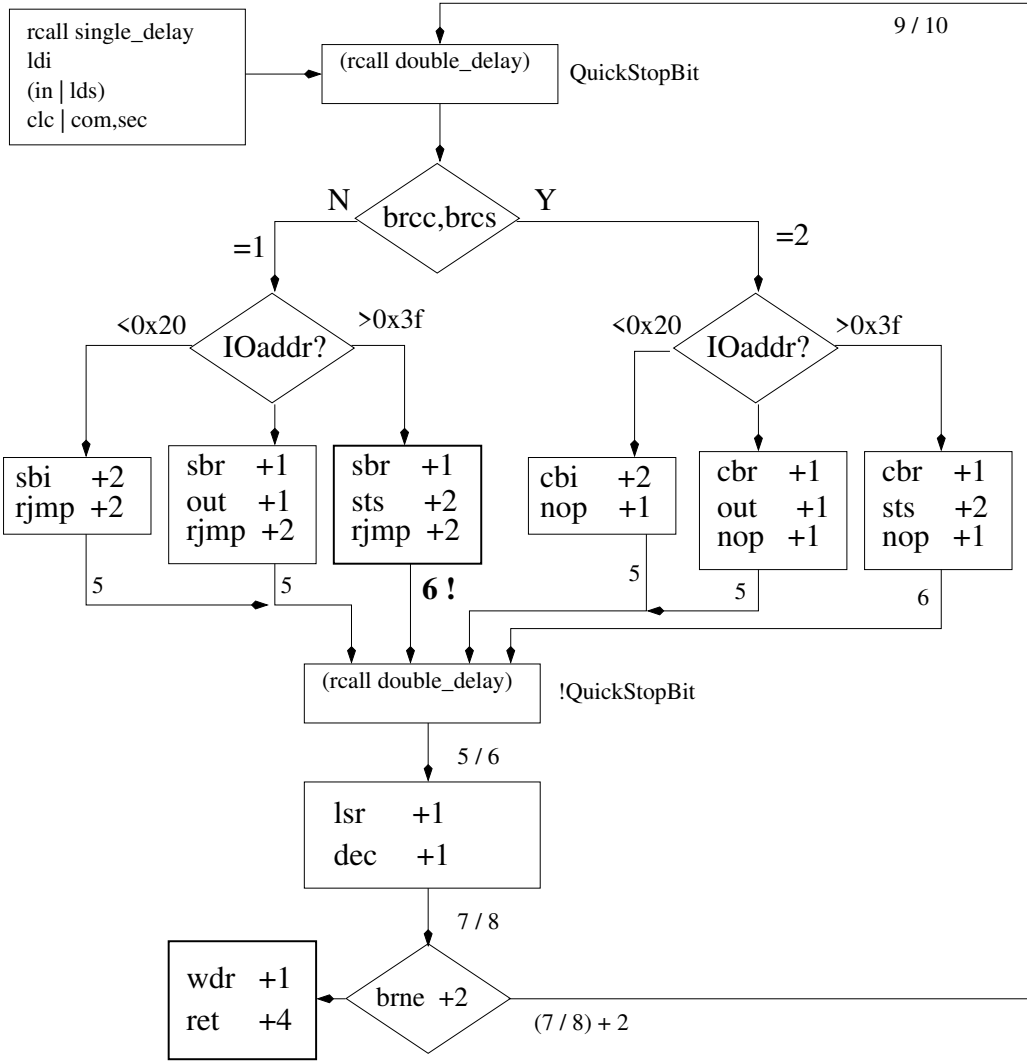 rcall single_delay
ldi
(in | lds)
clc | com,sec
(rcall double_delay)
QuickStopBit
9 / 10
N
brcc,brcs
Y
=1
=2
<0x20
IOaddr?
>0x3f
<0x20
IOaddr?
>0x3f
sbi +2
rjmp +2
sbr +1
out +1
rjmp +2
sbr +1
sts +2
rjmp +2
cbi +2
nop +1
cbr +1
out +1
nop +1
cbr +1
sts +2
nop +1
5
5
6 !
5
5
6
(rcall double_delay)
!QuickStopBit
5 / 6
lsr +1
dec +1
7 / 8
wdr +1
ret +4
brne +2
(7 / 8) + 2